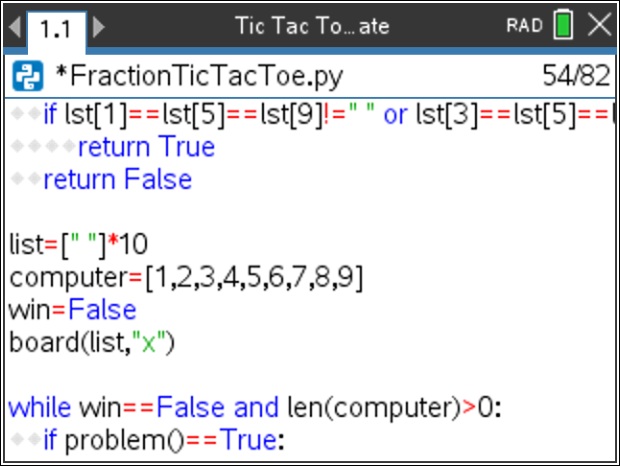 1.1 Tic Tac To...ate RAD
*FractionTicTacToe.py 54/82
if lst[1]==lst[5]==lst[9]!=" " or lst[3]==lst[5]==
return True
return False
list=[" "]*10
computer=[1,2,3,4,5,6,7,8,9]
win=False
board(list,"x")
while win==False and len(computer)>0:
if problem()==True: